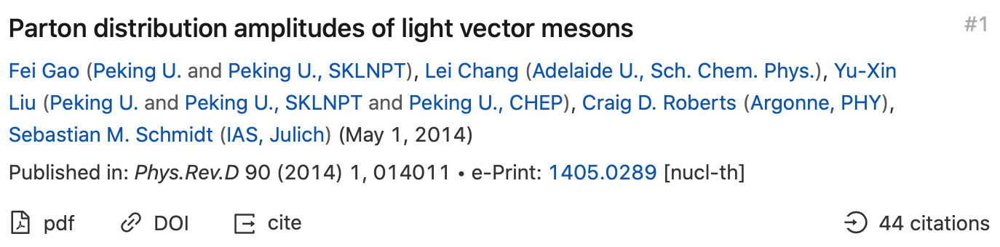 Parton distribution amplitudes of light vector mesons #1
Fei Gao (Peking U. and Peking U., SKLNPT), Lei Chang (Adelaide U., Sch. Chem. Phys.), Yu-Xin
Liu (Peking U. and Peking U., SKLNPT and Peking U., CHEP), Craig D. Roberts (Argonne, PHY),
Sebastian M. Schmidt (IAS, Julich) (May 1, 2014)
Published in: Phys.Rev.D 90 (2014) 1, 014011 • e-Print: 1405.0289 [nucl-th]
pdf DOI cite 44 citations